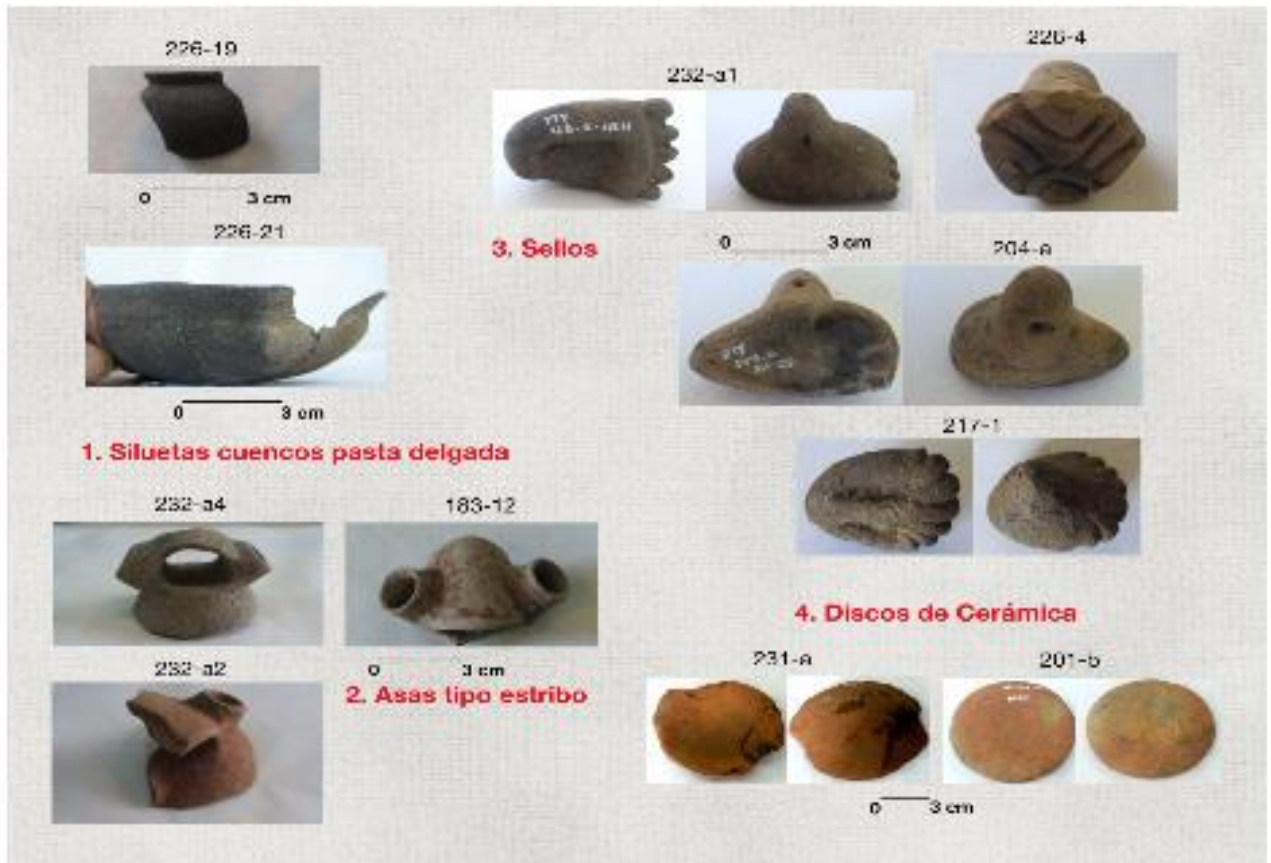 226-19
0 3 cm
226-21
0 3 cm
1. Siluetas cuencos pasta delgada
232-a4
183-12
232-a2
0 3 cm
2. Asas tipo estribo
232-a1
226-4
3. Sellos
0 3 cm
204-a
217-1
4. Discos de Cerámica
231-a
201-b
0 3 cm